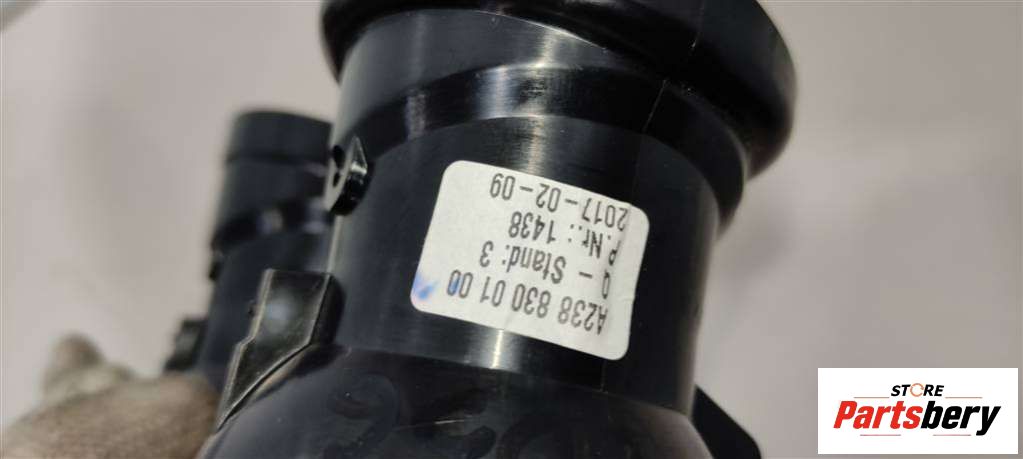 A238 830 01 00
Q - Stand: 3
P.Nr.: 1438
2017-02-09
STORE
Partsbery